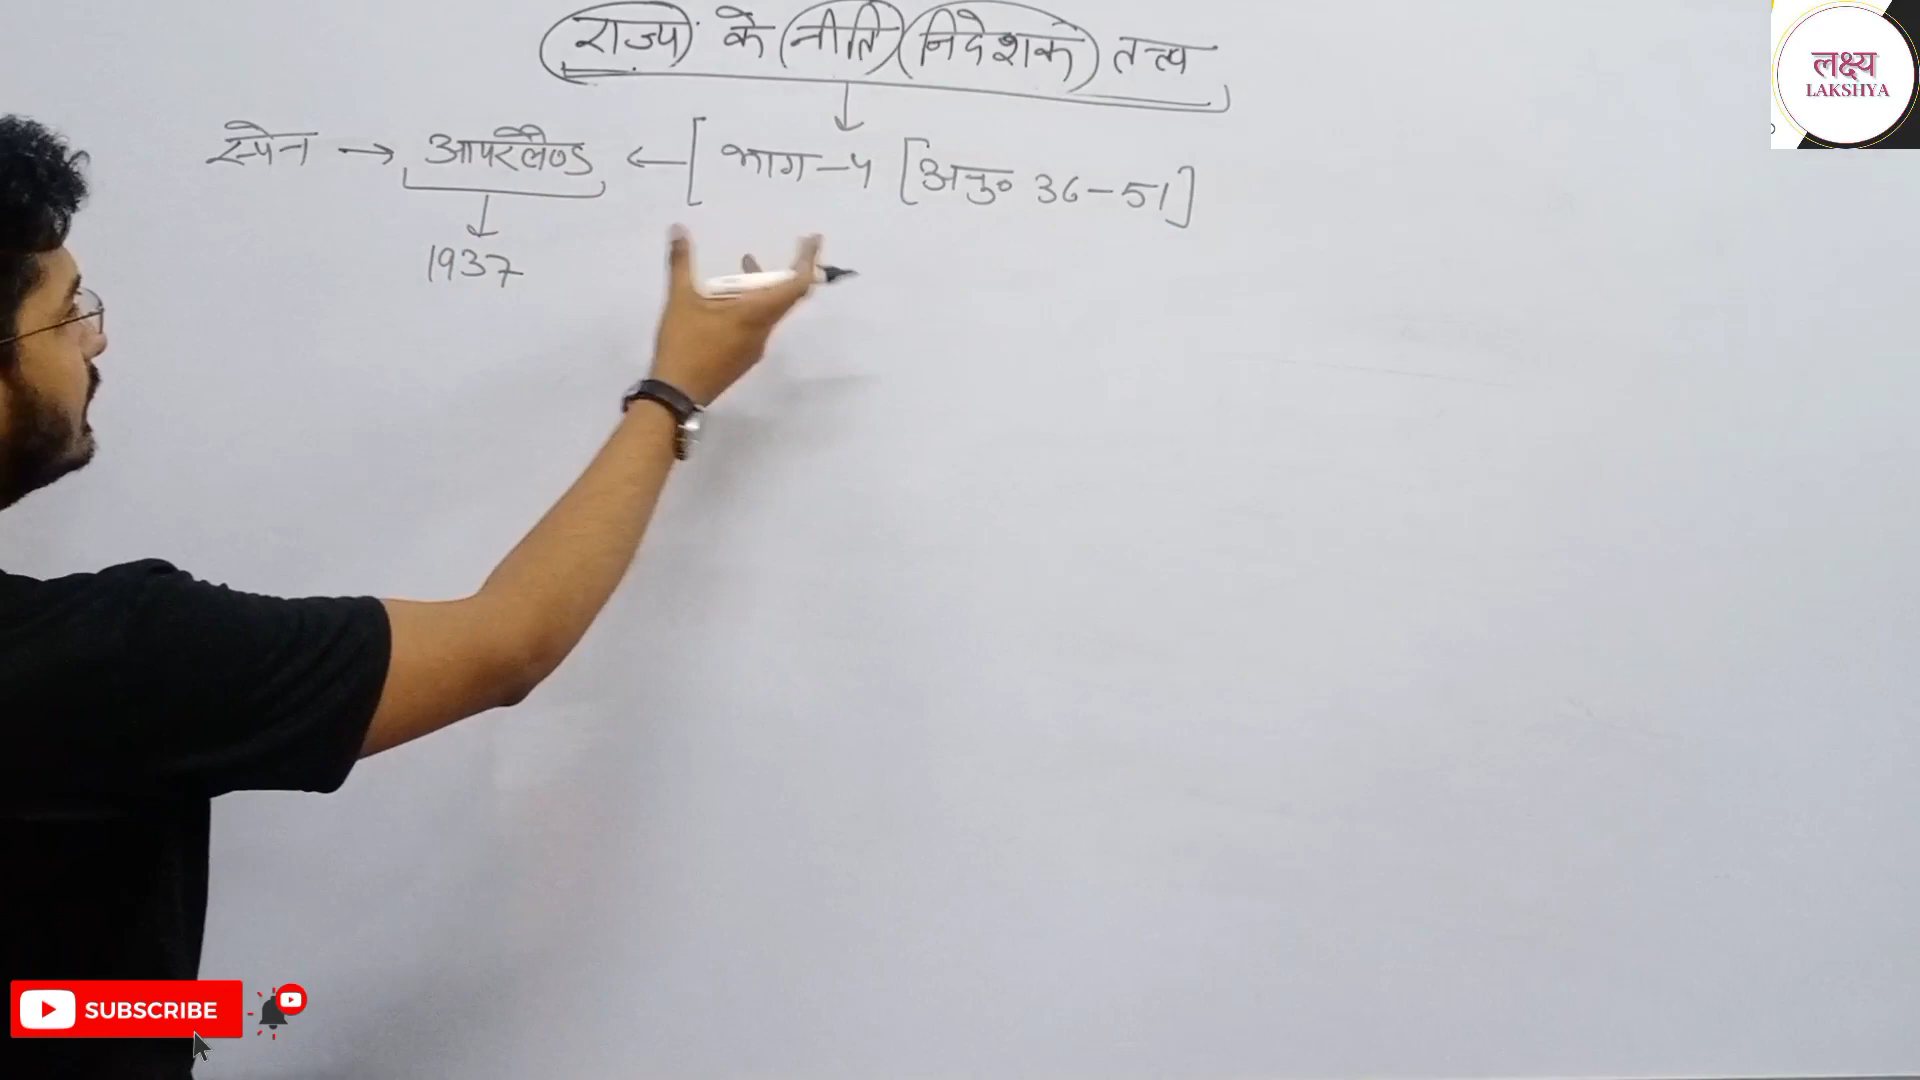 राज्य के नीति निदेशक तत्त्व
लक्ष्य
LAKSHYA
स्पेन → आयरलैण्ड ← [ भाग-4 [अनु० 36-51]
1937
SUBSCRIBE